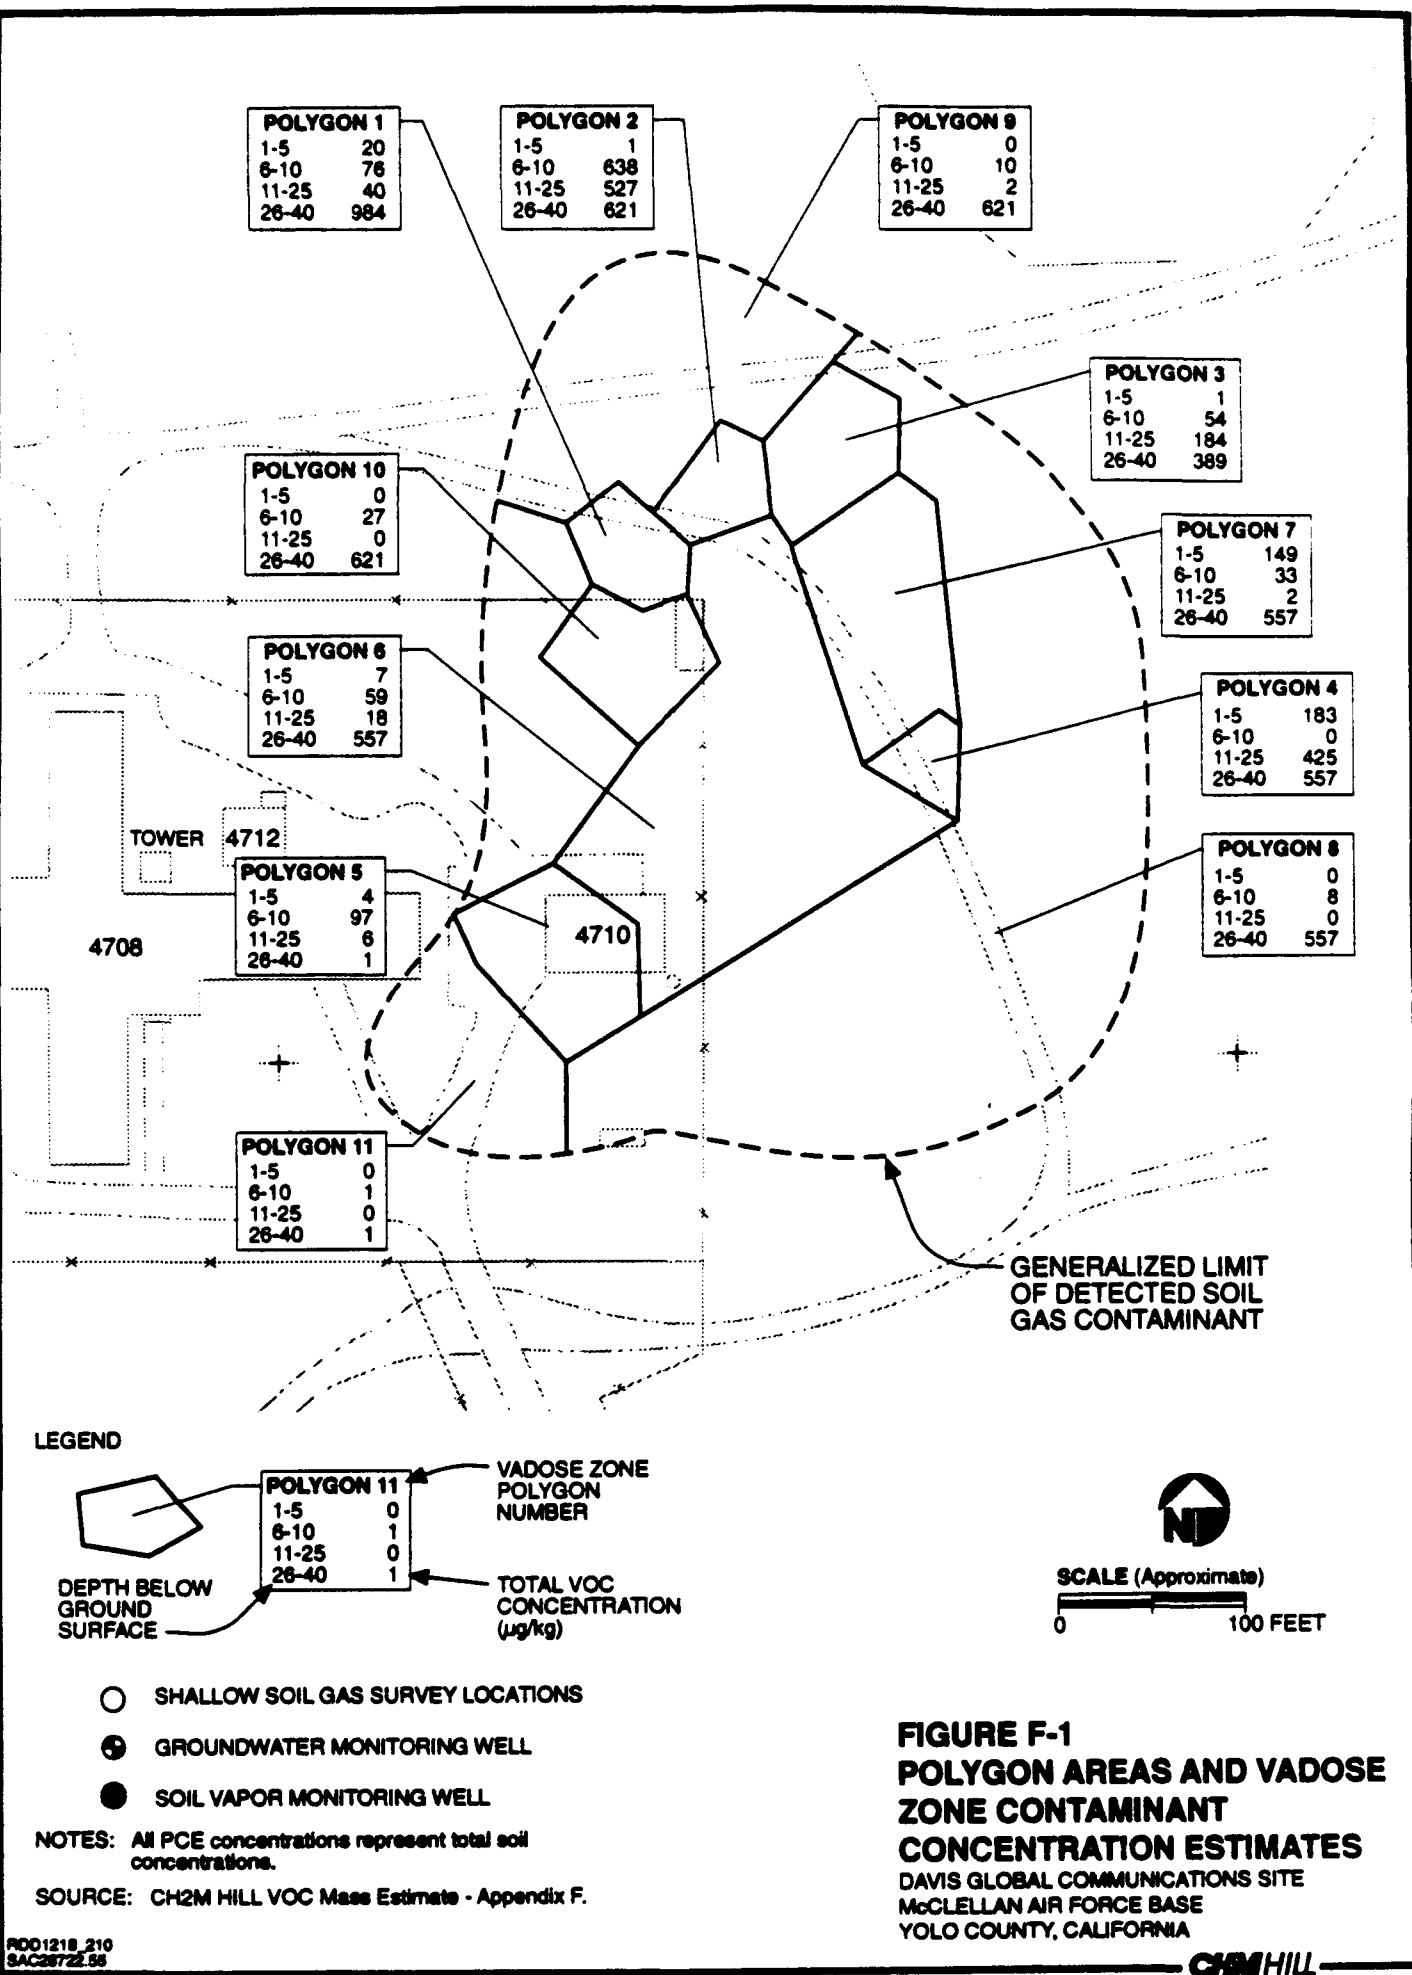 POLYGON 1
1-5 20
6-10 76
11-25 40
26-40 984
POLYGON 2
1-5 1
6-10 638
11-25 527
26-40 621
POLYGON 9
1-5 0
6-10 10
11-25 2
26-40 621
POLYGON 3
1-5 1
6-10 54
11-25 184
26-40 389
POLYGON 10
1-5 0
6-10 27
11-25 0
26-40 621
POLYGON 7
1-5 149
6-10 33
11-25 2
26-40 557
POLYGON 6
1-5 7
6-10 59
11-25 18
26-40 557
POLYGON 4
1-5 183
6-10 0
11-25 425
26-40 557
TOWER 4712
POLYGON 8
1-5 0
6-10 8
11-25 0
26-40 557
POLYGON 5
1-5 4
6-10 97
11-25 6
26-40 1
4708
4710
POLYGON 11
1-5 0
6-10 1
11-25 0
26-40 1
GENERALIZED LIMIT
OF DETECTED SOIL
GAS CONTAMINANT
LEGEND
POLYGON 11
1-5 0
6-10 1
11-25 0
26-40 1
VADOSE ZONE
POLYGON
NUMBER
DEPTH BELOW
GROUND
SURFACE
TOTAL VOC
CONCENTRATION
(µg/kg)
N
SCALE (Approximate)
0 100 FEET
SHALLOW SOIL GAS SURVEY LOCATIONS
GROUNDWATER MONITORING WELL
SOIL VAPOR MONITORING WELL
NOTES: All PCE concentrations represent total soil
concentrations.
SOURCE: CH2M HILL VOC Mass Estimate - Appendix F.
FIGURE F-1
POLYGON AREAS AND VADOSE
ZONE CONTAMINANT
CONCENTRATION ESTIMATES
DAVIS GLOBAL COMMUNICATIONS SITE
McCLELLAN AIR FORCE BASE
YOLO COUNTY, CALIFORNIA
RDD1218_210
SAC28722.56
CH2M HILL